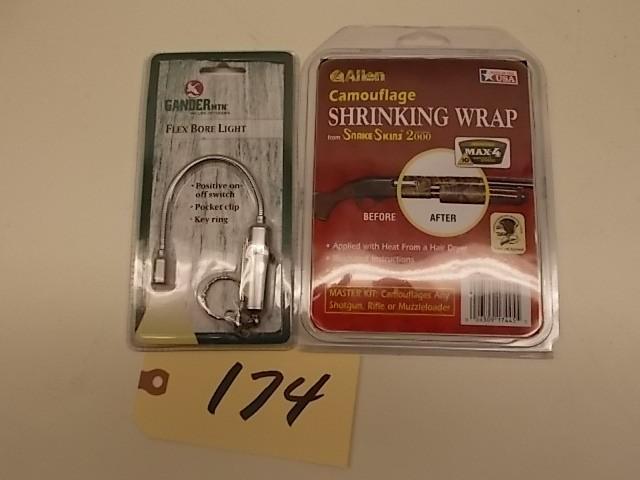 GANDER MTN.
FLEX BORE LIGHT
• Positive on-
off switch
• Pocket clip
• Key ring
Allen
Camouflage
SHRINKING WRAP
from SNAKE SKINS 2000
MAX-4
USA
BEFORE
AFTER
• Applied with Heat From a Hair Dryer
Instructions
MASTER KIT: Camouflages Any
Shotgun, Rifle or Muzzleloader
174